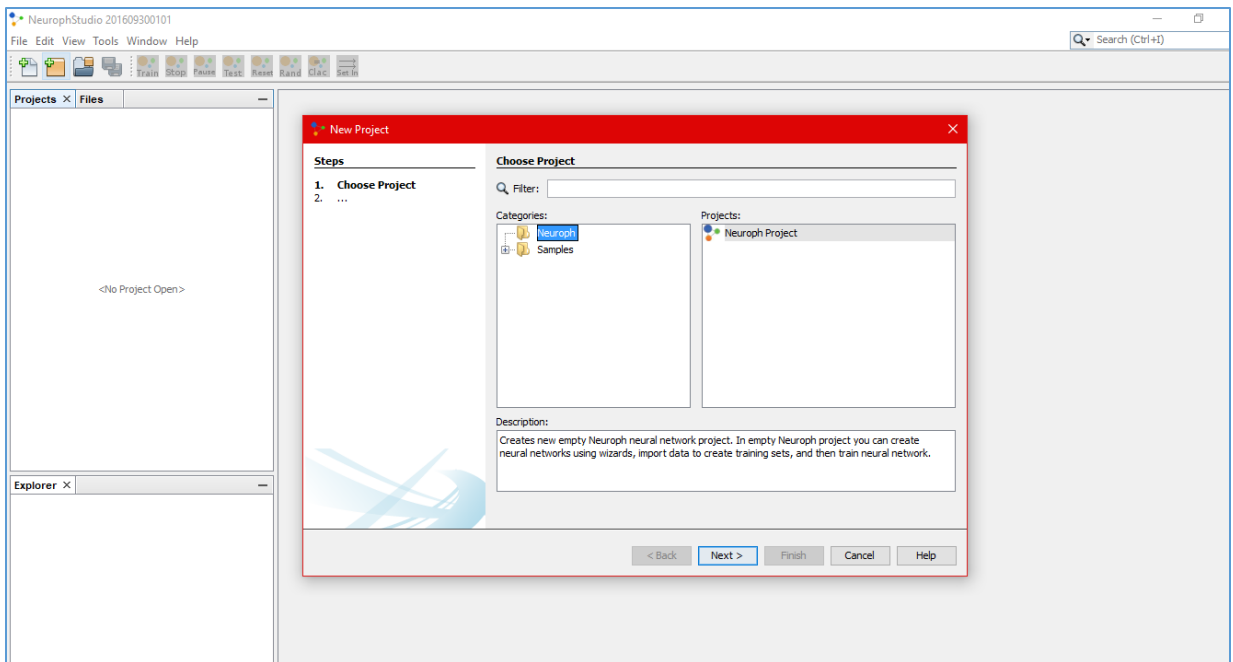 NeurophStudio 201609300101
File Edit View Tools Window Help
Search (Ctrl+I)
Train Stop Pause Test Reset Rand Clac Set In
Projects Files
<No Project Open>
Explorer
New Project
Steps
1. Choose Project
2. ...
Choose Project
Filter:
Categories:
Neuroph
Samples
Projects:
Neuroph Project
Description:
Creates new empty Neuroph neural network project. In empty Neuroph project you can create
neural networks using wizards, import data to create training sets, and then train neural network.
< Back Next > Finish Cancel Help